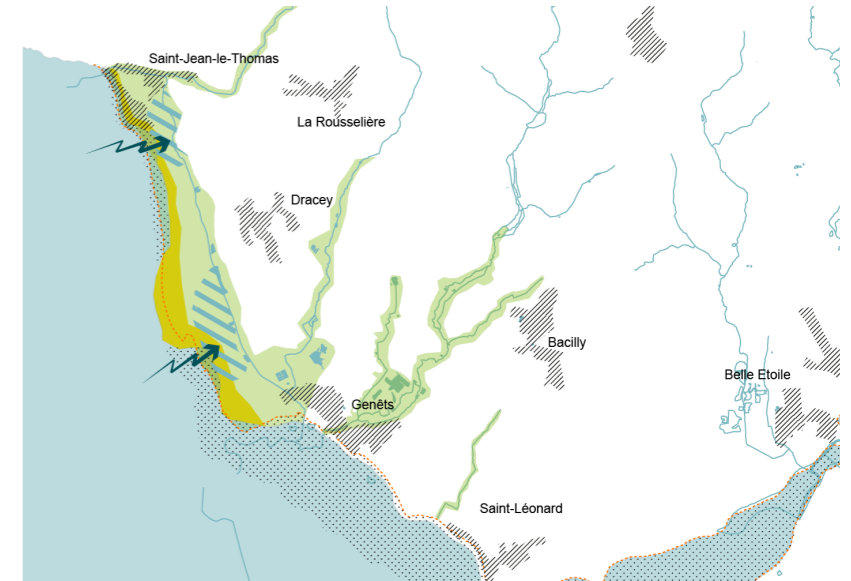 Saint-Jean-le-Thomas
La Rousselière
Dracey
Bacilly
Belle Etoile
Genêts
Saint-Léonard